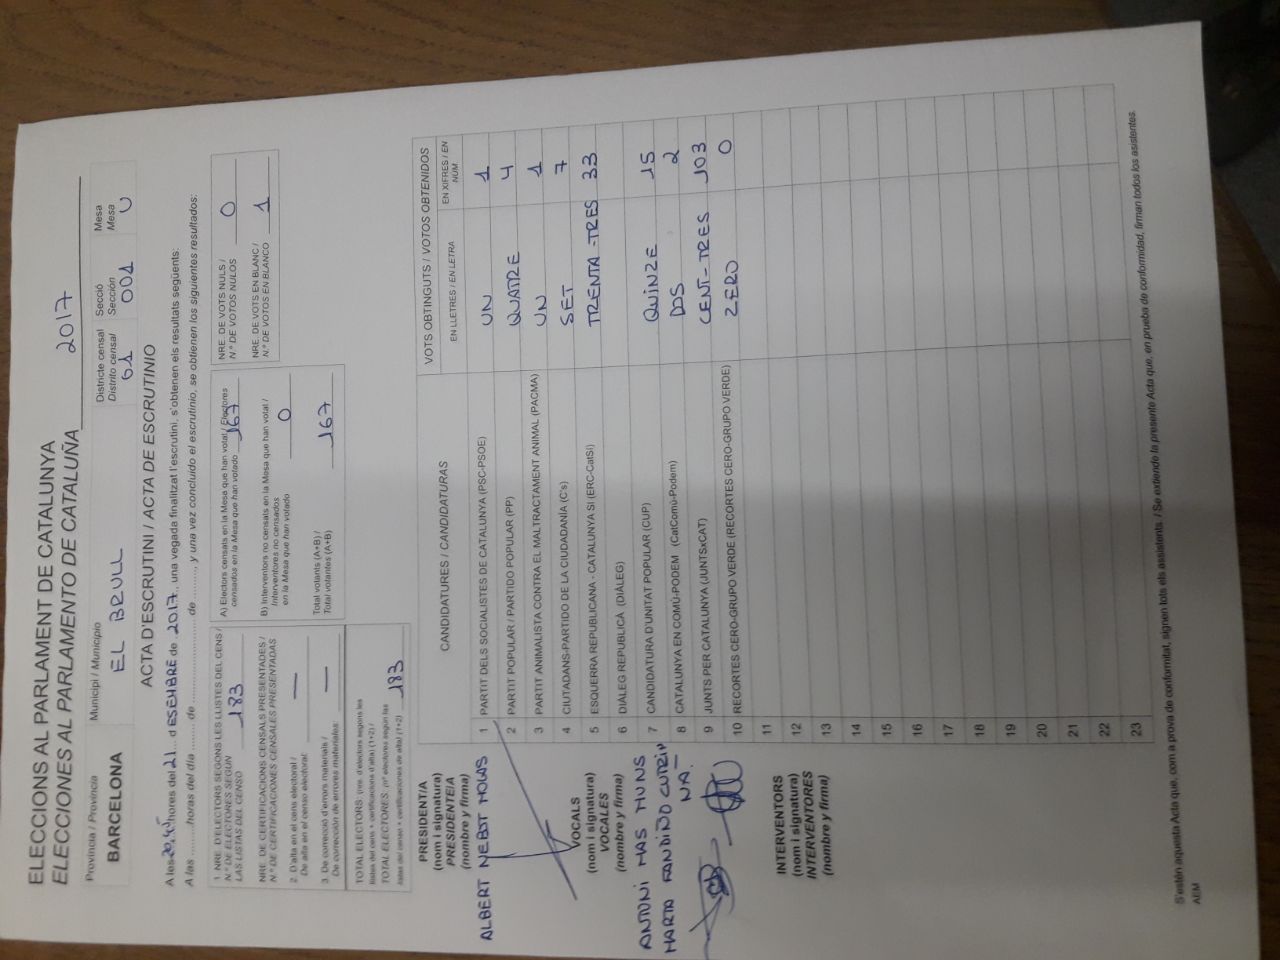 ELECCIONS AL PARLAMENT DE CATALUNYA
ELECCIONES AL PARLAMENTO DE CATALUÑA 2017
Província / Provincia
BARCELONA
Municipi / Municipio
EL BRULL
Districte censal
Distrito censal
01
Secció
Sección
001
Mesa
Mesa
U
ACTA D'ESCRUTINI / ACTA DE ESCRUTINIO
A les 20,45 hores del 21 d DESEMBRE de 2017, una vegada finalitzat l'escrutini, s'obtenen els resultats següents:
A las ......... horas del día ......... de ......................... de ........., y una vez concluido el escrutinio, se obtienen los siguientes resultados:
1. NRE. D'ELECTORS SEGONS LES LLISTES DEL CENS /
N.º DE ELECTORES SEGÚN
LAS LISTAS DEL CENSO 183
NRE. DE CERTIFICACIONS CENSALS PRESENTADES /
N.º DE CERTIFICACIONES CENSALES PRESENTADAS
2. D'alta en el cens electoral /
De alta en el censo electoral: —
3. De correcció d'errors materials /
De corrección de errores materiales: —
TOTAL ELECTORS: (nre. d'electors segons les
llistes del cens + certificacions d'alta) (1+2) /
TOTAL ELECTORES: (nº electores según las
listas del censo + certificaciones de alta) (1+2) 183
A) Electors censats en la Mesa que han votat / Electores
censados en la Mesa que han votado 167
B) Interventors no censats en la Mesa que han votat /
Interventores no censados
en la Mesa que han votado 0
Total votants (A+B) /
Total votantes (A+B) 167
NRE. DE VOTS NULS /
N.º DE VOTOS NULOS 0
NRE. DE VOTS EN BLANC /
N.º DE VOTOS EN BLANCO 1
CANDIDATURES / CANDIDATURAS
VOTS OBTINGUTS / VOTOS OBTENIDOS
EN LLETRES / EN LETRA
EN XIFRES / EN NÚM.
1 PARTIT DELS SOCIALISTES DE CATALUNYA (PSC-PSOE) UN 1
2 PARTIT POPULAR / PARTIDO POPULAR (PP) QUATRE 4
3 PARTIT ANIMALISTA CONTRA EL MALTRACTAMENT ANIMAL (PACMA) UN 1
4 CIUTADANS-PARTIDO DE LA CIUDADANÍA (C's) SET 7
5 ESQUERRA REPUBLICANA - CATALUNYA SÍ (ERC-CatSí) TRENTA-TRES 33
6 DIÀLEG REPUBLICÀ (DIÀLEG)
7 CANDIDATURA D'UNITAT POPULAR (CUP) QUINZE 15
8 CATALUNYA EN COMÚ-PODEM (CatComú-Podem) DOS 2
9 JUNTS PER CATALUNYA (JUNTSxCAT) CENT-TRES 103
10 RECORTES CERO-GRUPO VERDE (RECORTES CERO-GRUPO VERDE) ZERO 0
11
12
13
14
15
16
17
18
19
20
21
22
23
PRESIDENT/A
(nom i signatura)
PRESIDENTE/A
(nombre y firma)
ALBERT NEBOT MOLAS
VOCALS
(nom i signatura)
VOCALES
(nombre y firma)
ANTONI MAS MUNS
MARTA FANDIÑO
INTERVENTORS
(nom i signatura)
INTERVENTORES
(nombre y firma)
S'estén aquesta Acta que, com a prova de conformitat, signen tots els assistents. / Se extiende la presente Acta que, en prueba de conformidad, firman todos los asistentes.
AEM